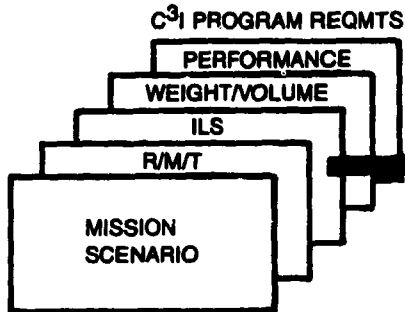 C³I PROGRAM REQMTS
PERFORMANCE
WEIGHT/VOLUME
ILS
R/M/T
MISSION
SCENARIO